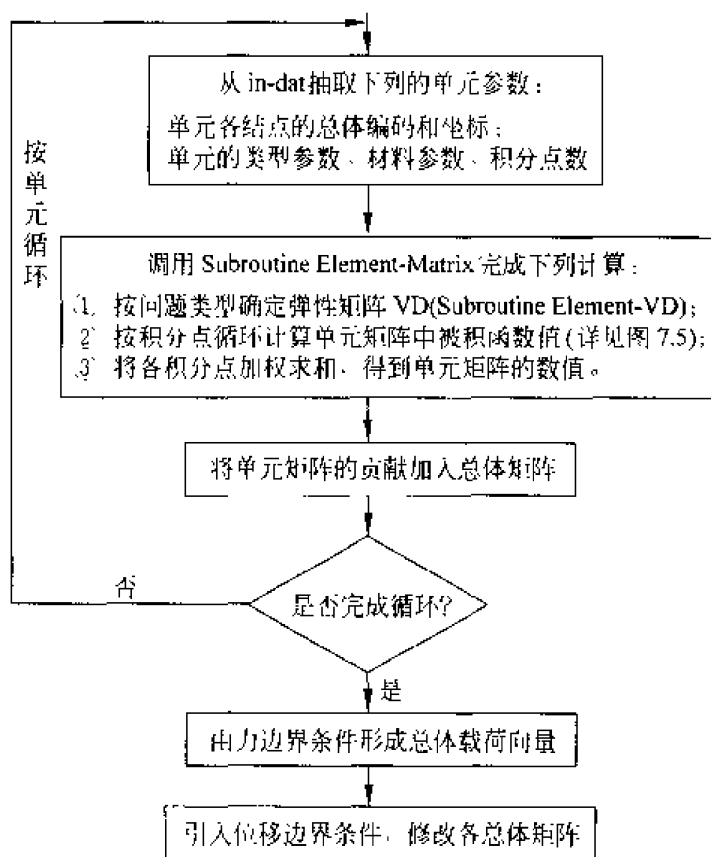 从 in-dat 抽取下列的单元参数:
单元各结点的总体编码和坐标;
单元的类型参数、材料参数、积分点数
按单元循环
调用 Subroutine Element-Matrix 完成下列计算:
1. 按问题类型确定弹性矩阵 VD(Subroutine Element-VD);
2. 按积分点循环计算单元矩阵中被积函数值(详见图 7.5);
3. 将各积分点加权求和,得到单元矩阵的数值。
将单元矩阵的贡献加入总体矩阵
否
是否完成循环?
是
由力边界条件形成总体载荷向量
引入位移边界条件,修改各总体矩阵